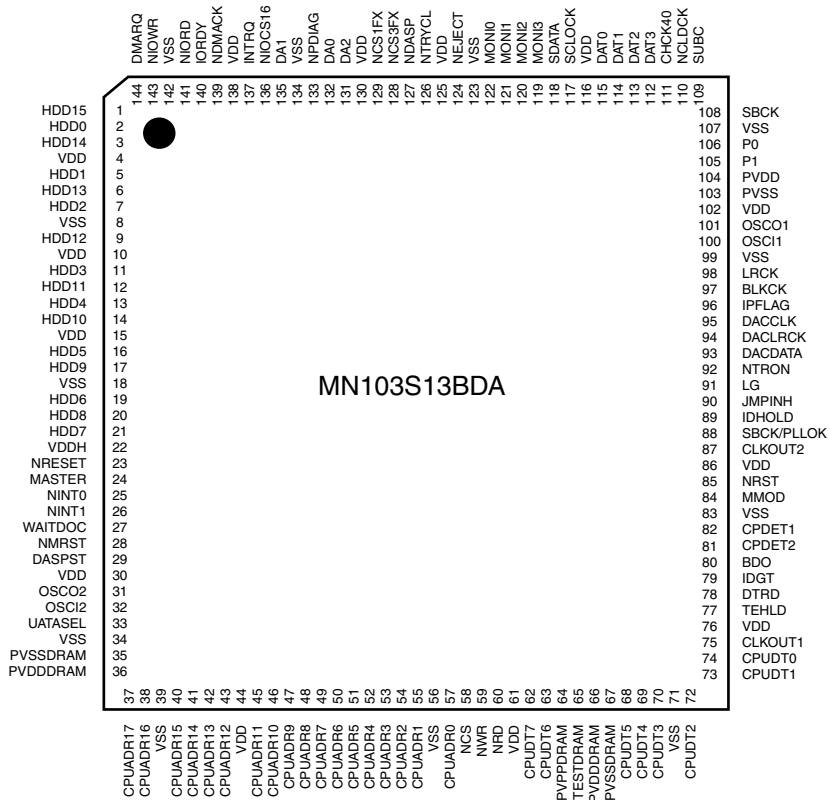 DMARQ
NIOWR
VSS
NIORD
IORDY
NDMACK
VDD
INTRQ
NIOCS16
DA1
VSS
NPDIAG
DA0
DA2
VDD
NCS1FX
NCS3FX
NDASP
NTRYCL
VDD
NEJECT
VSS
MONI0
MONI1
MONI2
MONI3
SDATA
SCLOCK
VDD
DAT0
DAT1
DAT2
DAT3
CHCK40
NCLDCK
SUBC
144
143
142
141
140
139
138
137
136
135
134
133
132
131
130
129
128
127
126
125
124
123
122
121
120
119
118
117
116
115
114
113
112
111
110
109
HDD15 1
HDD0 2
HDD14 3
VDD 4
HDD1 5
HDD13 6
HDD2 7
VSS 8
HDD12 9
VDD 10
HDD3 11
HDD11 12
HDD4 13
HDD10 14
VDD 15
HDD5 16
HDD9 17
VSS 18
HDD6 19
HDD8 20
HDD7 21
VDDH 22
NRESET 23
MASTER 24
NINT0 25
NINT1 26
WAITDOC 27
NMRST 28
DASPST 29
VDD 30
OSCO2 31
OSCI2 32
UATASEL 33
VSS 34
PVSSDRAM 35
PVDDDRAM 36
MN103S13BDA
108 SBCK
107 VSS
106 P0
105 P1
104 PVDD
103 PVSS
102 VDD
101 OSCO1
100 OSCI1
99 VSS
98 LRCK
97 BLKCK
96 IPFLAG
95 DACCLK
94 DACLRCK
93 DACDATA
92 NTRON
91 LG
90 JMPINH
89 IDHOLD
88 SBCK/PLLOK
87 CLKOUT2
86 VDD
85 NRST
84 MMOD
83 VSS
82 CPDET1
81 CPDET2
80 BDO
79 IDGT
78 DTRD
77 TEHLD
76 VDD
75 CLKOUT1
74 CPUDT0
73 CPUDT1
37
38
39
40
41
42
43
44
45
46
47
48
49
50
51
52
53
54
55
56
57
58
59
60
61
62
63
64
65
66
67
68
69
70
71
72
CPUADR17
CPUADR16
VSS
CPUADR15
CPUADR14
CPUADR13
CPUADR12
VDD
CPUADR11
CPUADR10
CPUADR9
CPUADR8
CPUADR7
CPUADR6
CPUADR5
CPUADR4
CPUADR3
CPUADR2
CPUADR1
VSS
CPUADR0
NCS
NWR
NRD
VDD
CPUDT7
CPUDT6
PVPPDRAM
TESTDRAM
PVDDDRAM
PVSSDRAM
CPUDT5
CPUDT4
CPUDT3
VSS
CPUDT2